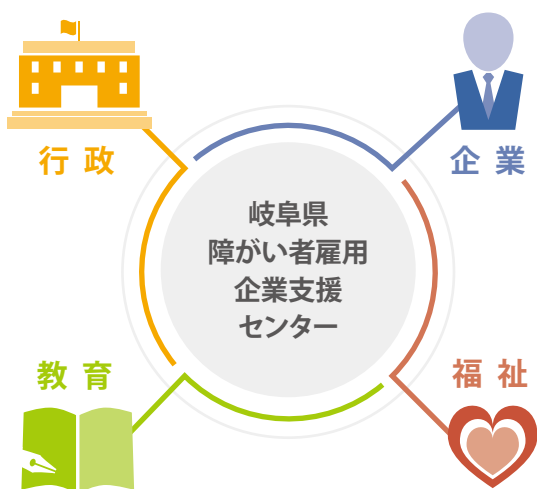 行政
企業
岐阜県
障がい者雇用
企業支援
センター
教育
福祉